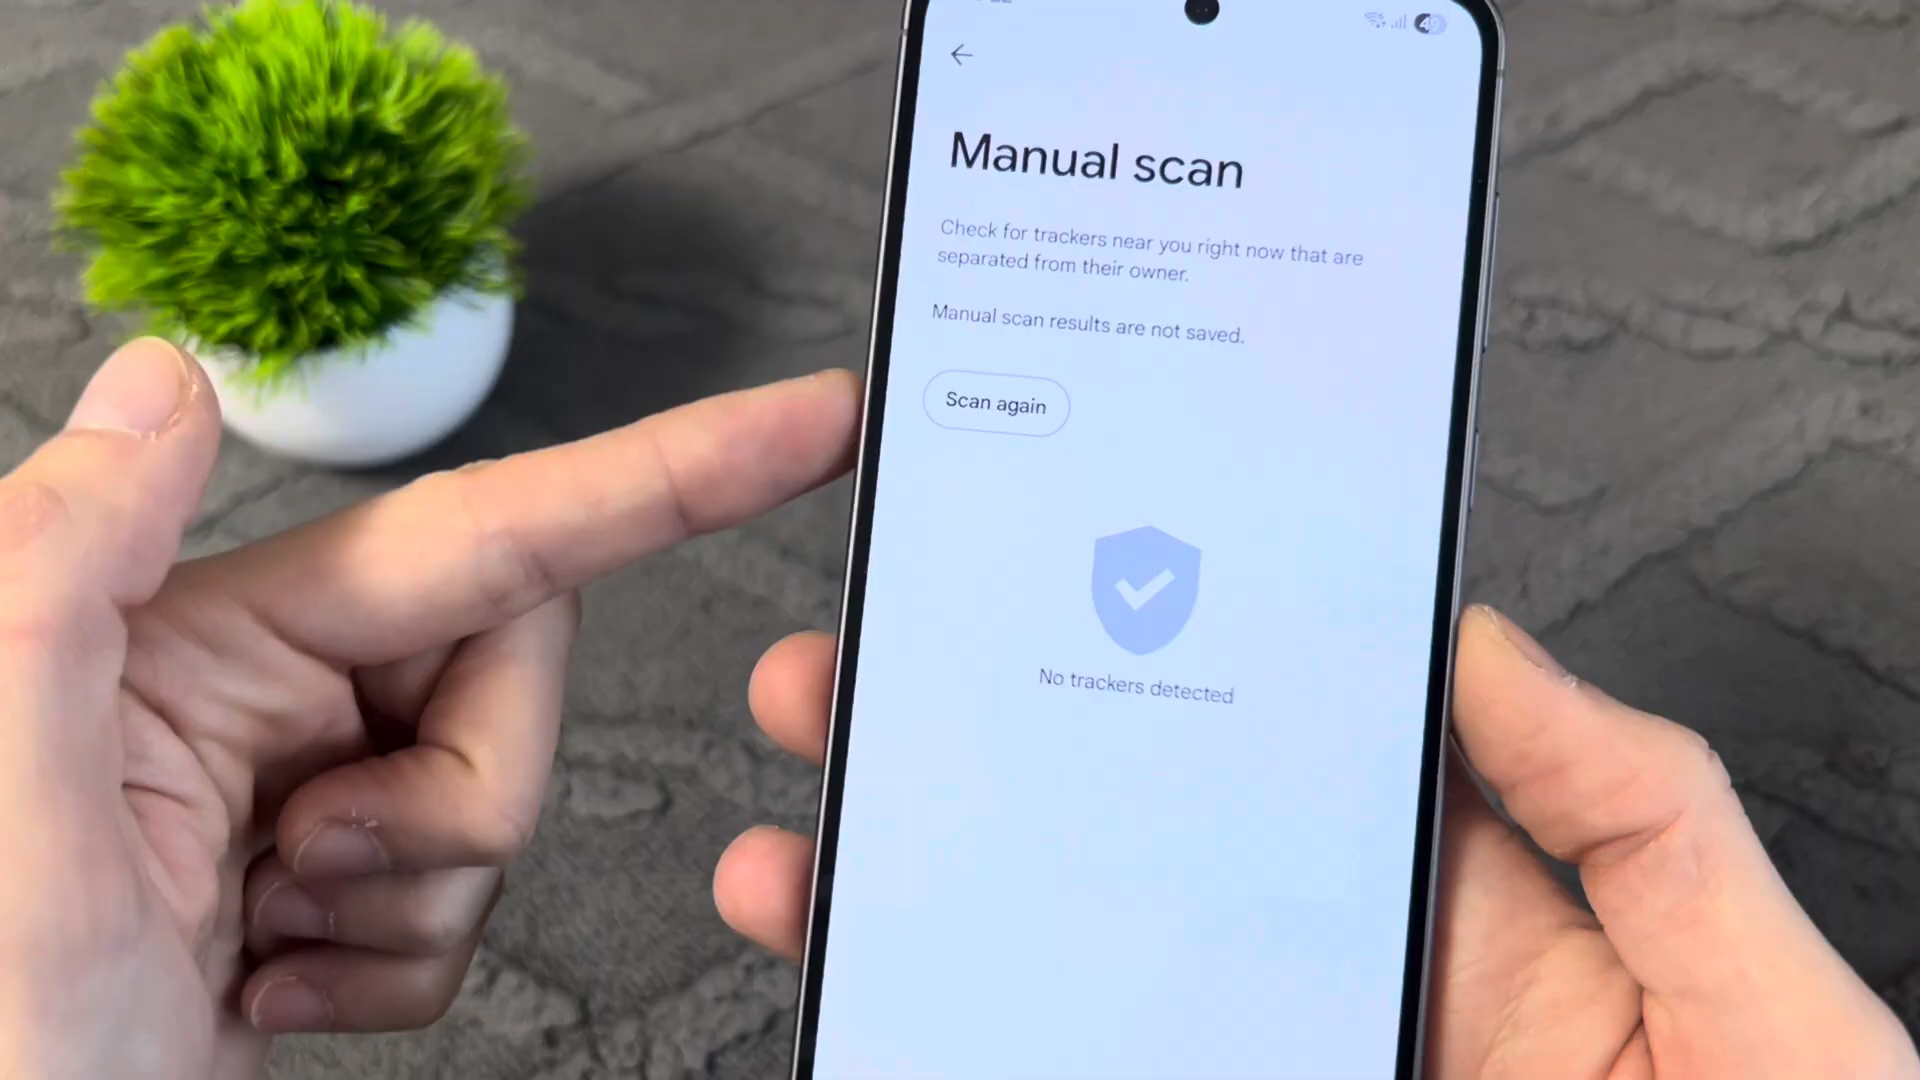 49
Manual scan
Check for trackers near you right now that are
separated from their owner.
Manual scan results are not saved.
Scan again
No trackers detected